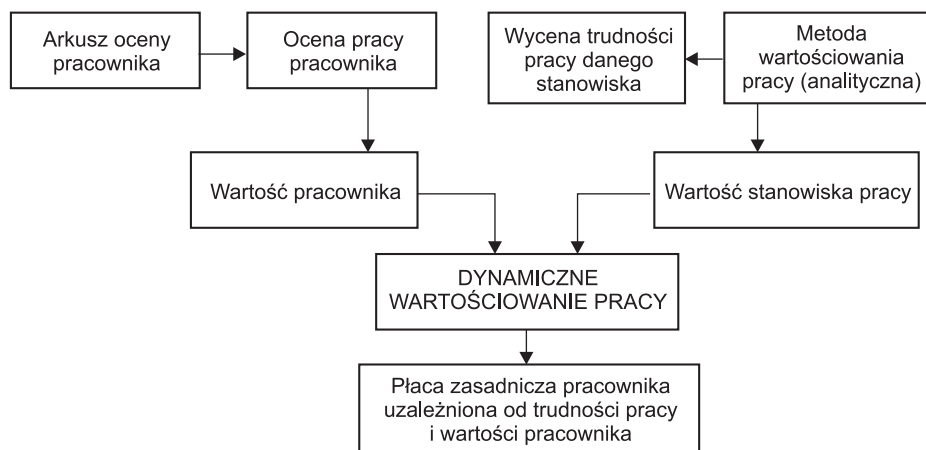 Arkusz oceny
pracownika
Ocena pracy
pracownika
Wycena trudności
pracy danego
stanowiska
Metoda
wartościowania
pracy (analityczna)
Wartość pracownika
Wartość stanowiska pracy
DYNAMICZNE
WARTOŚCIOWANIE PRACY
Płaca zasadnicza pracownika
uzależniona od trudności pracy
i wartości pracownika